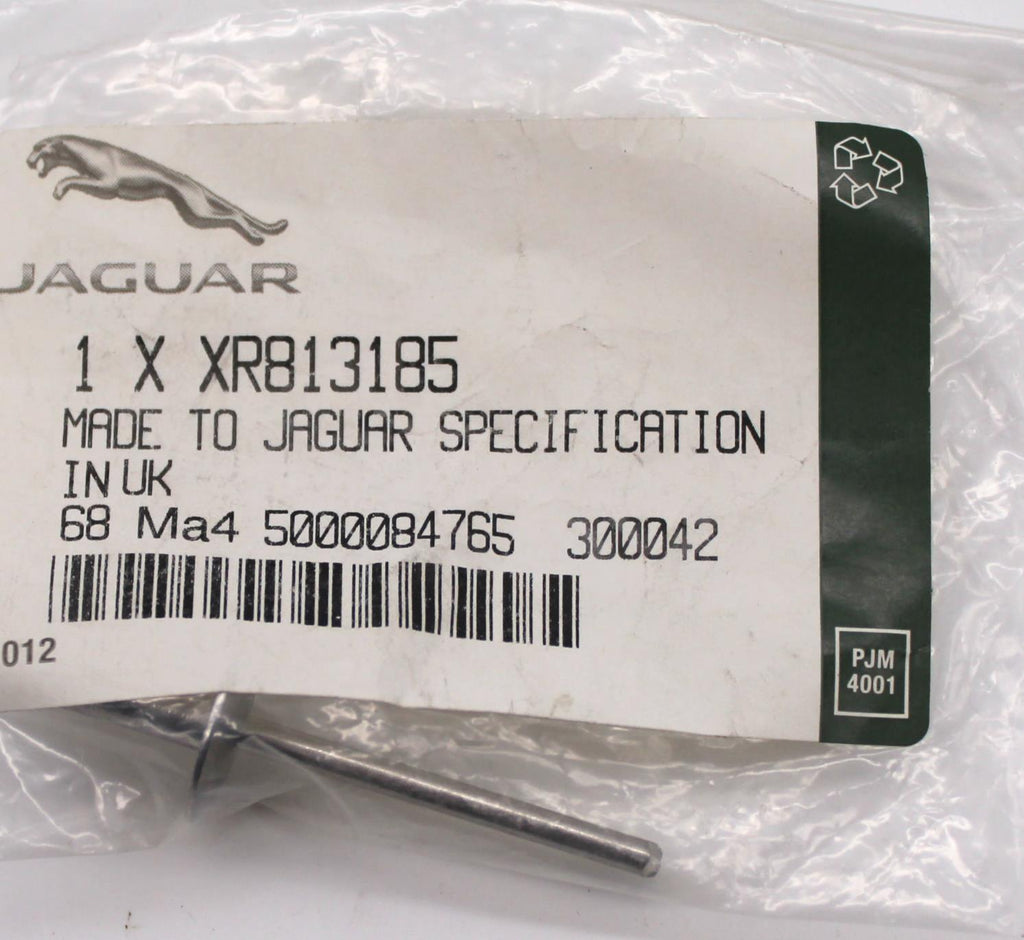 JAGUAR
1 X XR813185
MADE TO JAGUAR SPECIFICATION
IN UK
68 Ma4 5000084765 300042
012
PJM
4001